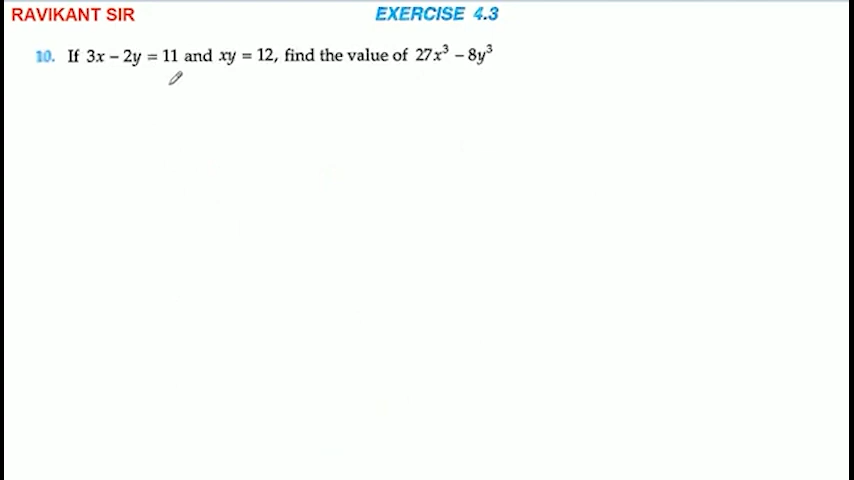 RAVIKANT SIR EXERCISE 4.3
10. If 3x – 2y = 11 and xy = 12, find the value of 27x³ – 8y³